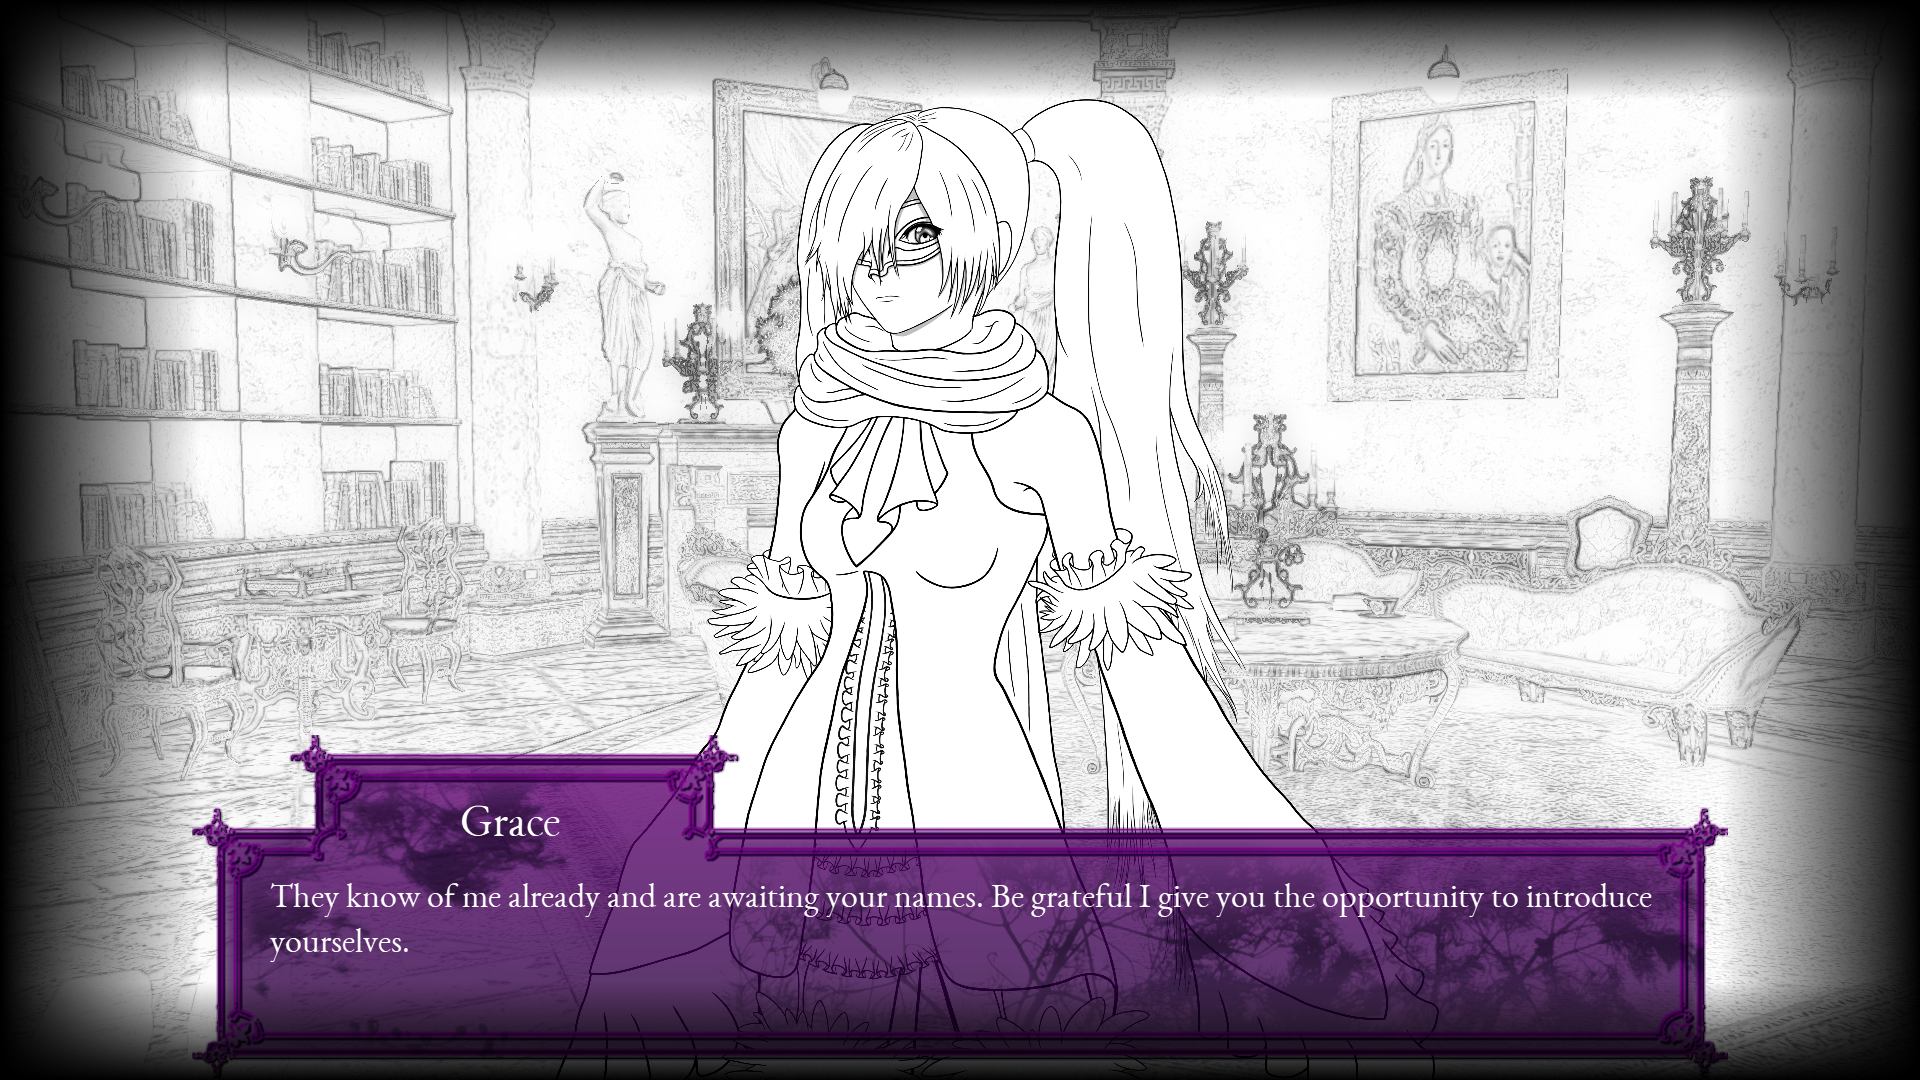 Grace
They know of me already and are awaiting your names. Be grateful I give you the opportunity to introduce
yourselves.